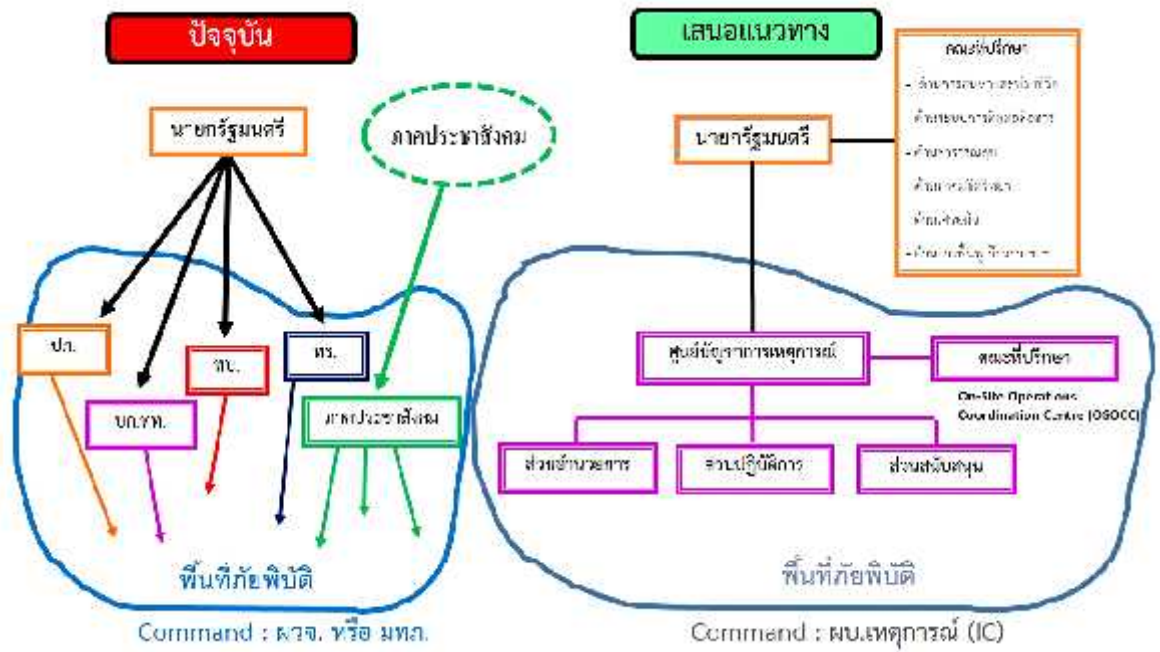 ปัจจุบัน
เสนอแนวทาง
นายกรัฐมนตรี
ภาคประชาสังคม
นายกรัฐมนตรี
คณะที่ปรึกษา
ปภ.
บก.ทท.
ทบ.
ทร.
ภาคประชาสังคม
ศูนย์บัญชาการเหตุการณ์
คณะที่ปรึกษา
On-Site Operations
Coordination Centre (OSOCC)
ส่วนอำนวยการ
ส่วนปฏิบัติการ
ส่วนสนับสนุน
พื้นที่ภัยพิบัติ
พื้นที่ภัยพิบัติ
Command : ผวจ. หรือ มทภ.
Command : ผบ.เหตุการณ์ (IC)